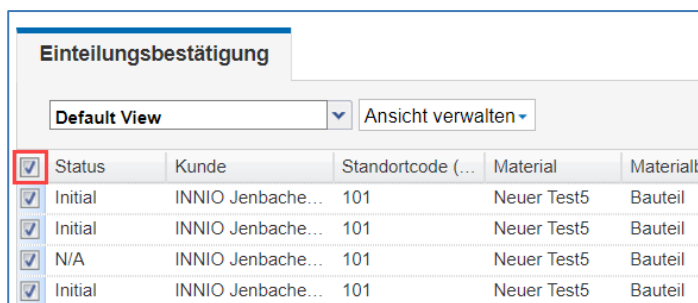 Einteilungsbestätigung
Default View Ansicht verwalten
Status Kunde Standortcode (... Material Materialb
Initial INNIO Jenbache... 101 Neuer Test5 Bauteil
Initial INNIO Jenbache... 101 Neuer Test5 Bauteil
N/A INNIO Jenbache... 101 Neuer Test5 Bauteil
Initial INNIO Jenbache... 101 Neuer Test5 Bauteil